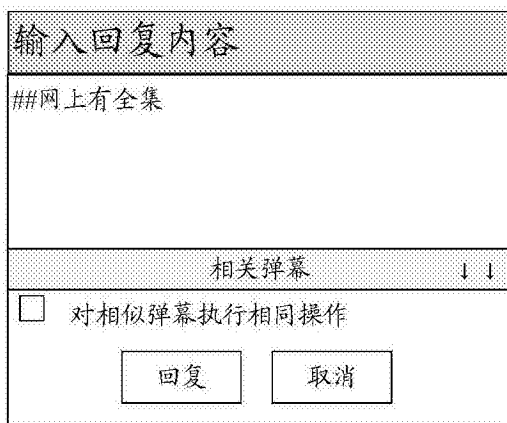 输入回复内容
##网上有全集
相关弹幕 ↓ ↓
对相似弹幕执行相同操作
回复 取消